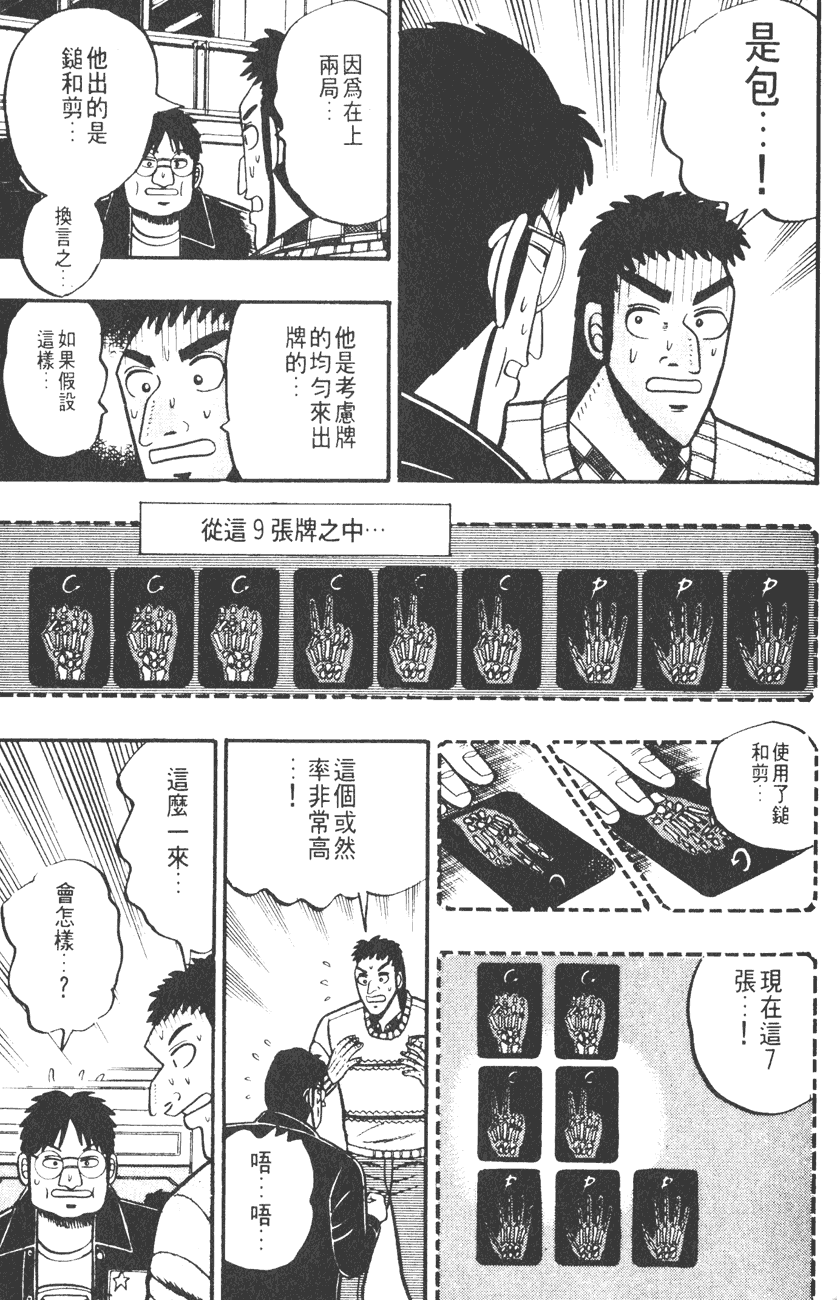 是包…！
因爲在上
兩局…
他出的是
鎚和剪…
換言之…
他是考慮牌
的均勻來出
牌的…
如果假設
這樣…
從這9張牌之中…
G
G
G
C
C
C
P
P
P
使用了鎚
和剪…
G
C
現在這7
張…！
G
G
C
C
P
P
P
這個或然
率非常高
…！
唔…唔…
這麼一來…
會怎樣…？